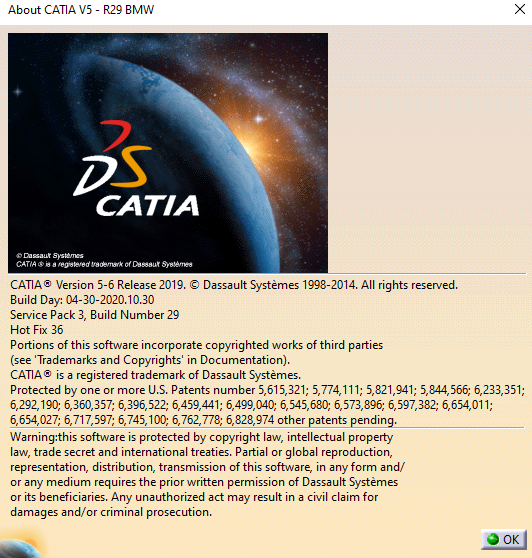 About CATIA V5 - R29 BMW
DS
CATIA
© Dassault Systèmes
CATIA ® is a registered trademark of Dassault Systèmes
CATIA® Version 5-6 Release 2019. © Dassault Systèmes 1998-2014. All rights reserved.
Build Day: 04-30-2020.10.30
Service Pack 3, Build Number 29
Hot Fix 36
Portions of this software incorporate copyrighted works of third parties
(see 'Trademarks and Copyrights' in Documentation).
CATIA® is a registered trademark of Dassault Systèmes.
Protected by one or more U.S. Patents number 5,615,321; 5,774,111; 5,821,941; 5,844,566; 6,233,351;
6,292,190; 6,360,357; 6,396,522; 6,459,441; 6,499,040; 6,545,680; 6,573,896; 6,597,382; 6,654,011;
6,654,027; 6,717,597; 6,745,100; 6,762,778; 6,828,974 other patents pending.
Warning:this software is protected by copyright law, intellectual property
law, trade secret and international treaties. Partial or global reproduction,
representation, distribution, transmission of this software, in any form and/
or any medium requires the prior written permission of Dassault Systèmes
or its beneficiaries. Any unauthorized act may result in a civil claim for
damages and/or criminal prosecution.
OK